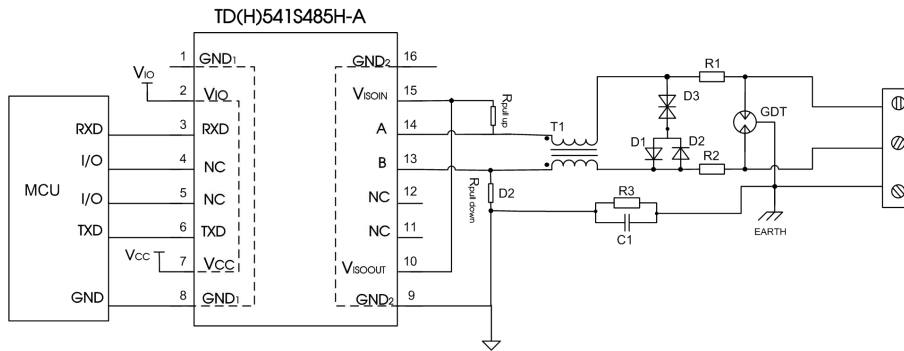 TD(H)541S485H-A
1 GND1
GND2 16
VIO
2 VIO
VISOIN 15
Rpull up
R1
D3
GDT
RXD 3 RXD
A 14
T1
D1 D2
I/O 4 NC
B 13
R2
MCU
Rpull down
D2
I/O 5 NC
NC 12
R3
TXD 6 TXD
NC 11
C1
EARTH
VCC
7 VCC
VISOOUT 10
GND 8 GND1
GND2 9